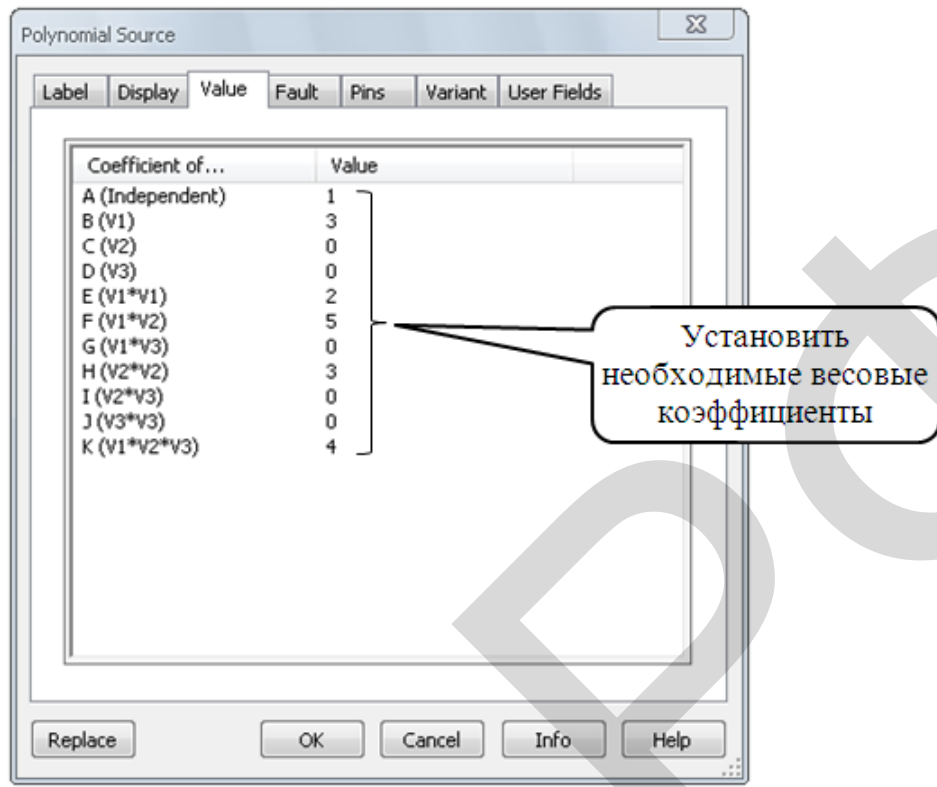 Polynomial Source
Label Display Value Fault Pins Variant User Fields
Coefficient of... Value
A (Independent) 1
B (V1) 3
C (V2) 0
D (V3) 0
E (V1*V1) 2
F (V1*V2) 5
G (V1*V3) 0
H (V2*V2) 3
I (V2*V3) 0
J (V3*V3) 0
K (V1*V2*V3) 4
Установить
необходимые весовые
коэффициенты
Replace OK Cancel Info Help